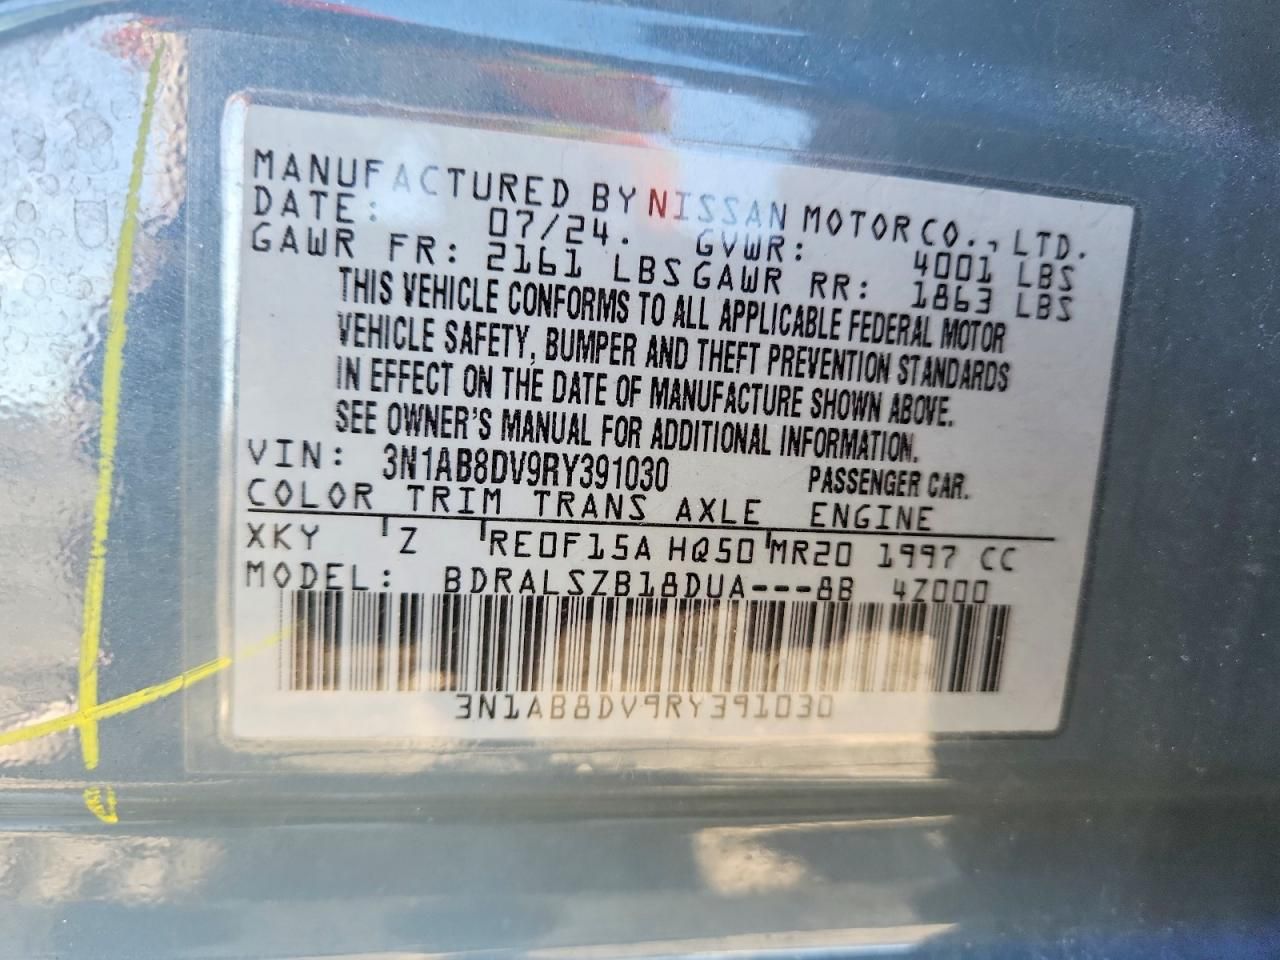 MANUFACTURED BY NISSAN MOTOR CO., LTD.
DATE: 07/24. GVWR: 4001 LBS
GAWR FR: 2161 LBS GAWR RR: 1863 LBS
THIS VEHICLE CONFORMS TO ALL APPLICABLE FEDERAL MOTOR
VEHICLE SAFETY, BUMPER AND THEFT PREVENTION STANDARDS
IN EFFECT ON THE DATE OF MANUFACTURE SHOWN ABOVE.
SEE OWNER'S MANUAL FOR ADDITIONAL INFORMATION.
VIN: 3N1AB8DV9RY391030 PASSENGER CAR.
COLOR TRIM TRANS AXLE ENGINE
XKY Z RE0F15A HQ50 MR20 1997 CC
MODEL: BDRALSZB18DUA---8B 4Z000
3N1AB8DV9RY391030